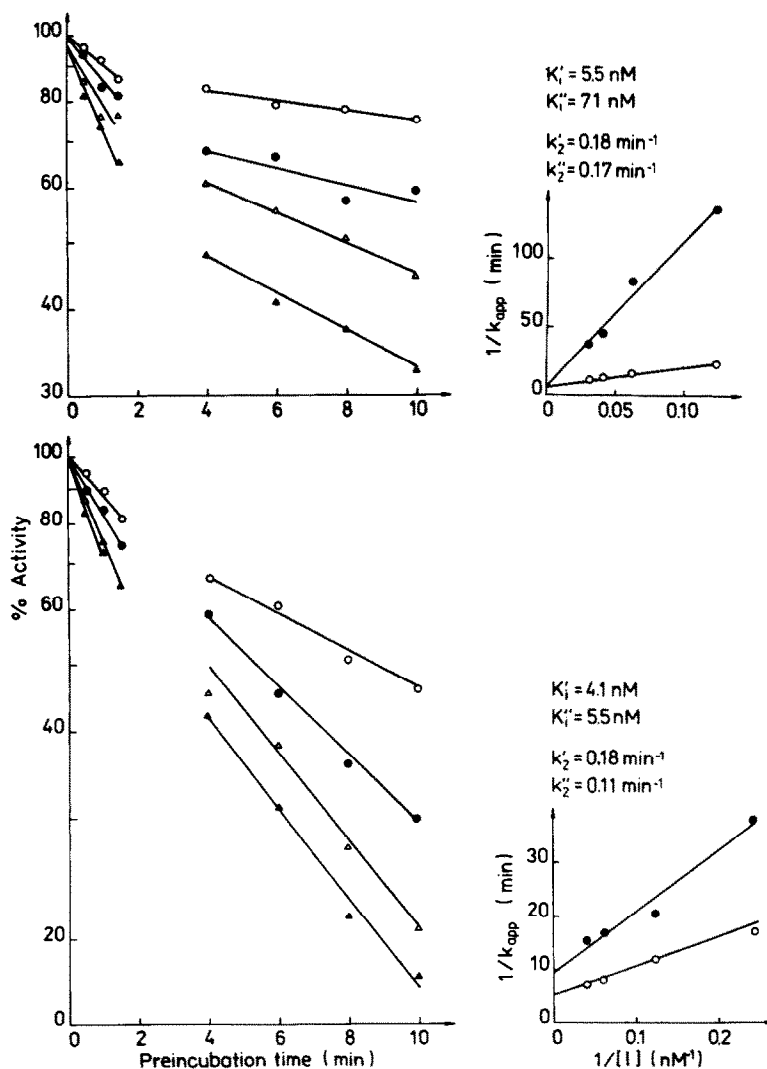 100
80
60
40
30
0 2 4 6 8 10
K'i = 5.5 nM
K''i = 71 nM
k'2 = 0.18 min⁻¹
k''2 = 0.17 min⁻¹
1/kapp (min)
100
50
0
0 0.05 0.10
% Activity
100
80
60
40
20
0
0 2 4 6 8 10
Preincubation time (min)
K'i = 4.1 nM
K''i = 5.5 nM
k'2 = 0.18 min⁻¹
k''2 = 0.11 min⁻¹
1/kapp (min)
30
20
10
0
0 0.1 0.2
1/[I] (nM⁻¹)